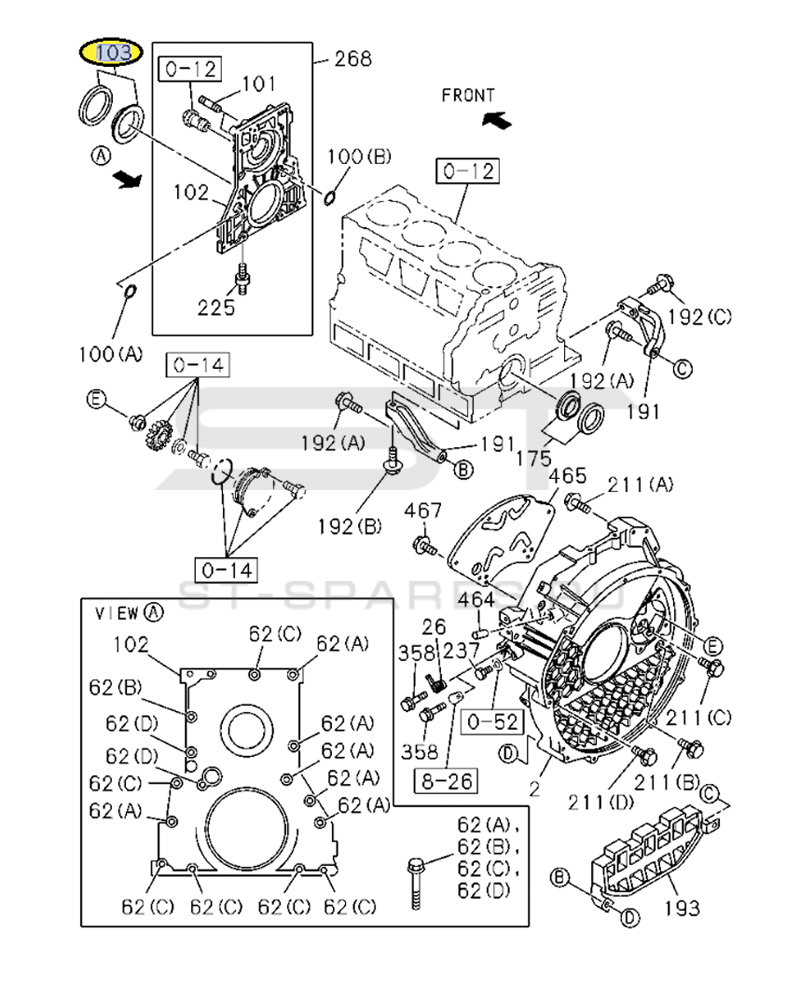 103
0-12
268
101
FRONT
A
100(B)
0-12
102
225
192(C)
100(A)
192(A)
C
0-14
191
E
192(A)
191
B
175
465
211(A)
192(B)
467
0-14
ST-SPARES.RU
464
VIEW A
62(C)
62(A)
102
26
237
358
E
62(B)
62(D)
62(A)
0-52
211(C)
62(D)
62(A)
358
D
62(C)
62(A)
8-26
2
211(B)
62(A)
62(A)
211(D)
C
62(A),
62(B),
62(C),
62(D)
B
62(C)
62(C)
62(C)
62(C)
D
193